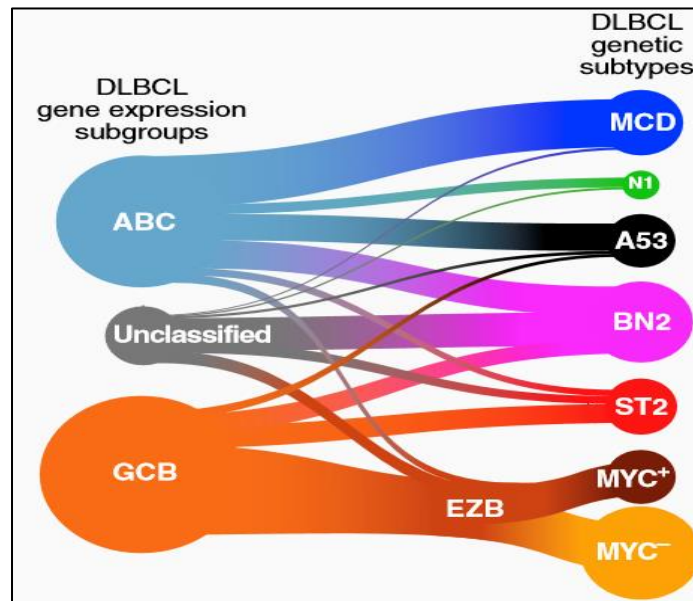 DLBCL
gene expression
subgroups
DLBCL
genetic
subtypes
ABC
Unclassified
GCB
EZB
MCD
N1
A53
BN2
ST2
MYC⁺
MYC⁻